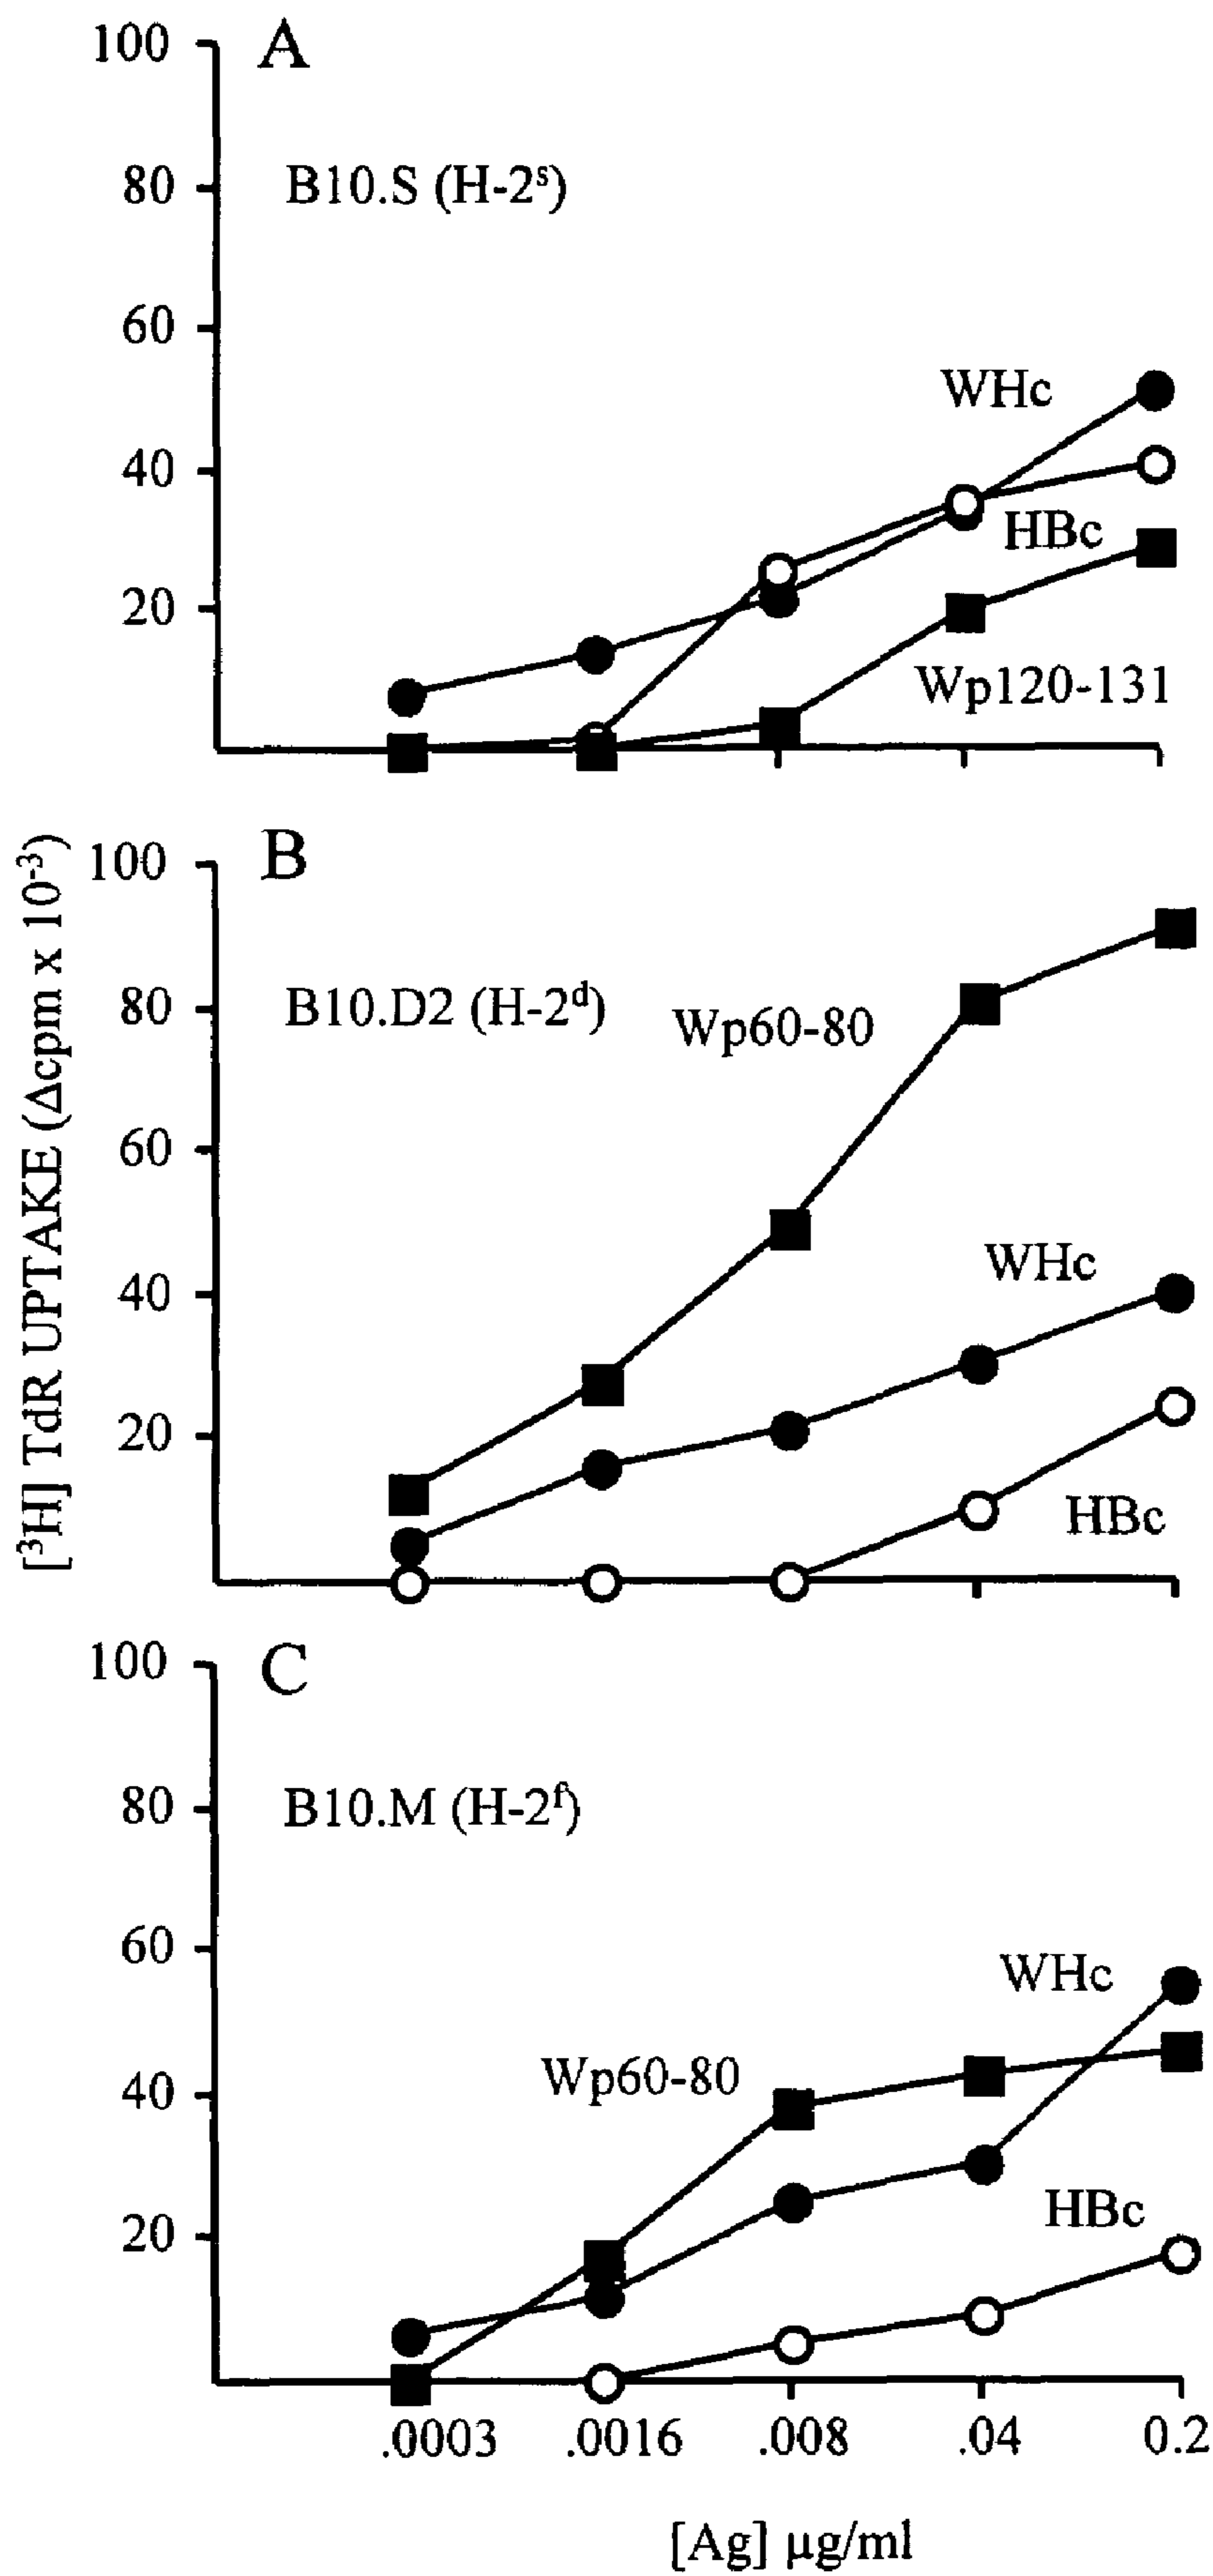 100 A
80 B10.S (H-2ˢ)
60
WHc
40
HBc
20
Wp120-131
[³H] TdR UPTAKE (Δcpm x 10⁻³)
100 B
80 B10.D2 (H-2ᵈ)
Wp60-80
60
WHc
40
20
HBc
100 C
80 B10.M (H-2ᶠ)
60
WHc
Wp60-80
40
HBc
20
.0003 .0016 .008 .04 0.2
[Ag] µg/ml